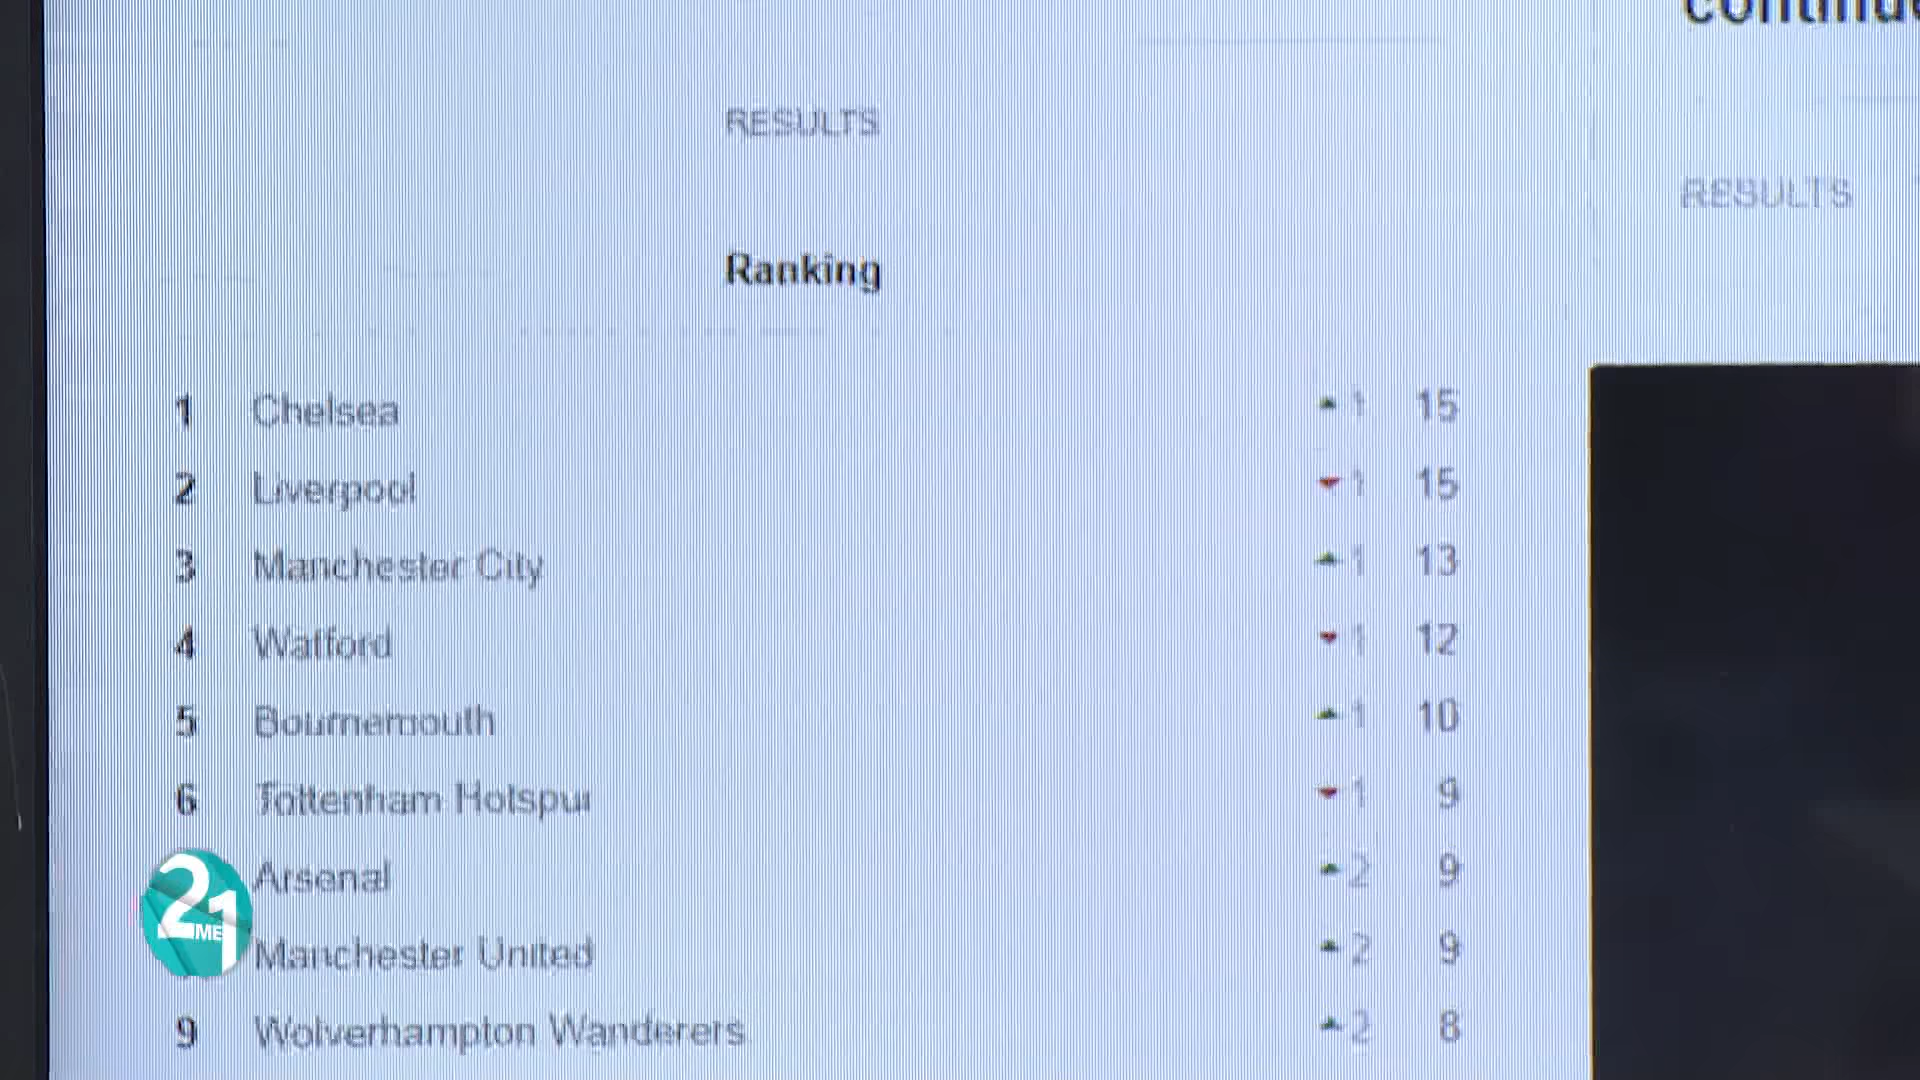 continue
RESULTS
RESULTS
Ranking
1 Chelsea 1 15
2 Liverpool 1 15
3 Manchester City 1 13
4 Watford 1 12
5 Bournemouth 1 10
6 Tottenham Hotspur 1 9
Arsenal 2 9
Manchester United 2 9
9 Wolverhampton Wanderers 2 8
21
ME